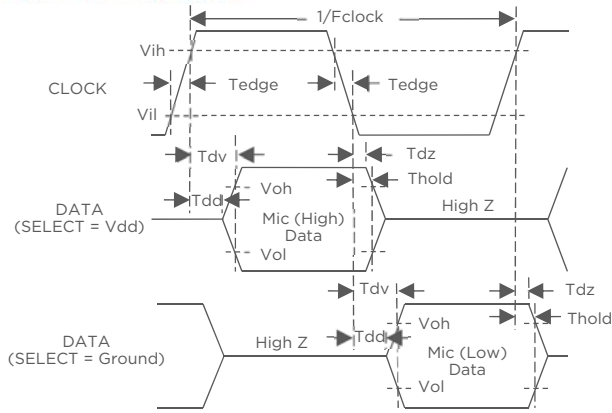 1/Fclock
Vih
CLOCK
Tedge
Tedge
Vil
Tdv
Tdz
Tdd
Voh
Thold
DATA
(SELECT = Vdd)
Mic (High)
Data
High Z
Vol
Tdv
Tdz
Tdd
Voh
Thold
DATA
(SELECT = Ground)
High Z
Mic (Low)
Data
Vol